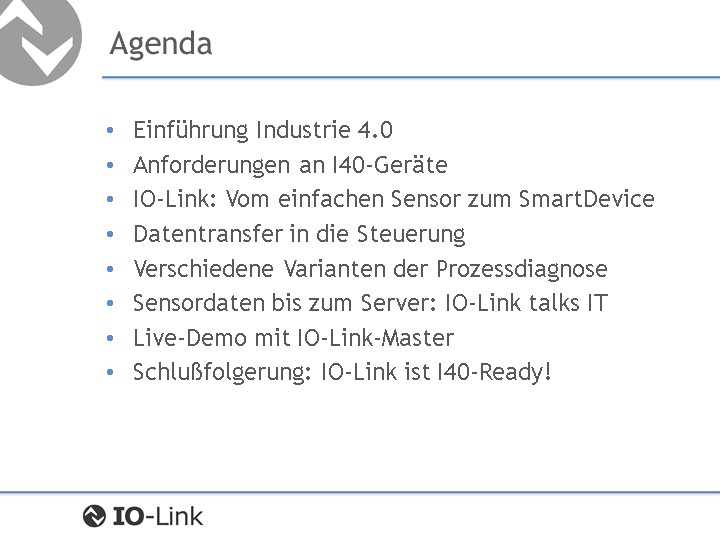 Agenda
• Einführung Industrie 4.0
• Anforderungen an I40-Geräte
• IO-Link: Vom einfachen Sensor zum SmartDevice
• Datentransfer in die Steuerung
• Verschiedene Varianten der Prozessdiagnose
• Sensordaten bis zum Server: IO-Link talks IT
• Live-Demo mit IO-Link-Master
• Schlußfolgerung: IO-Link ist I40-Ready!
IO-Link